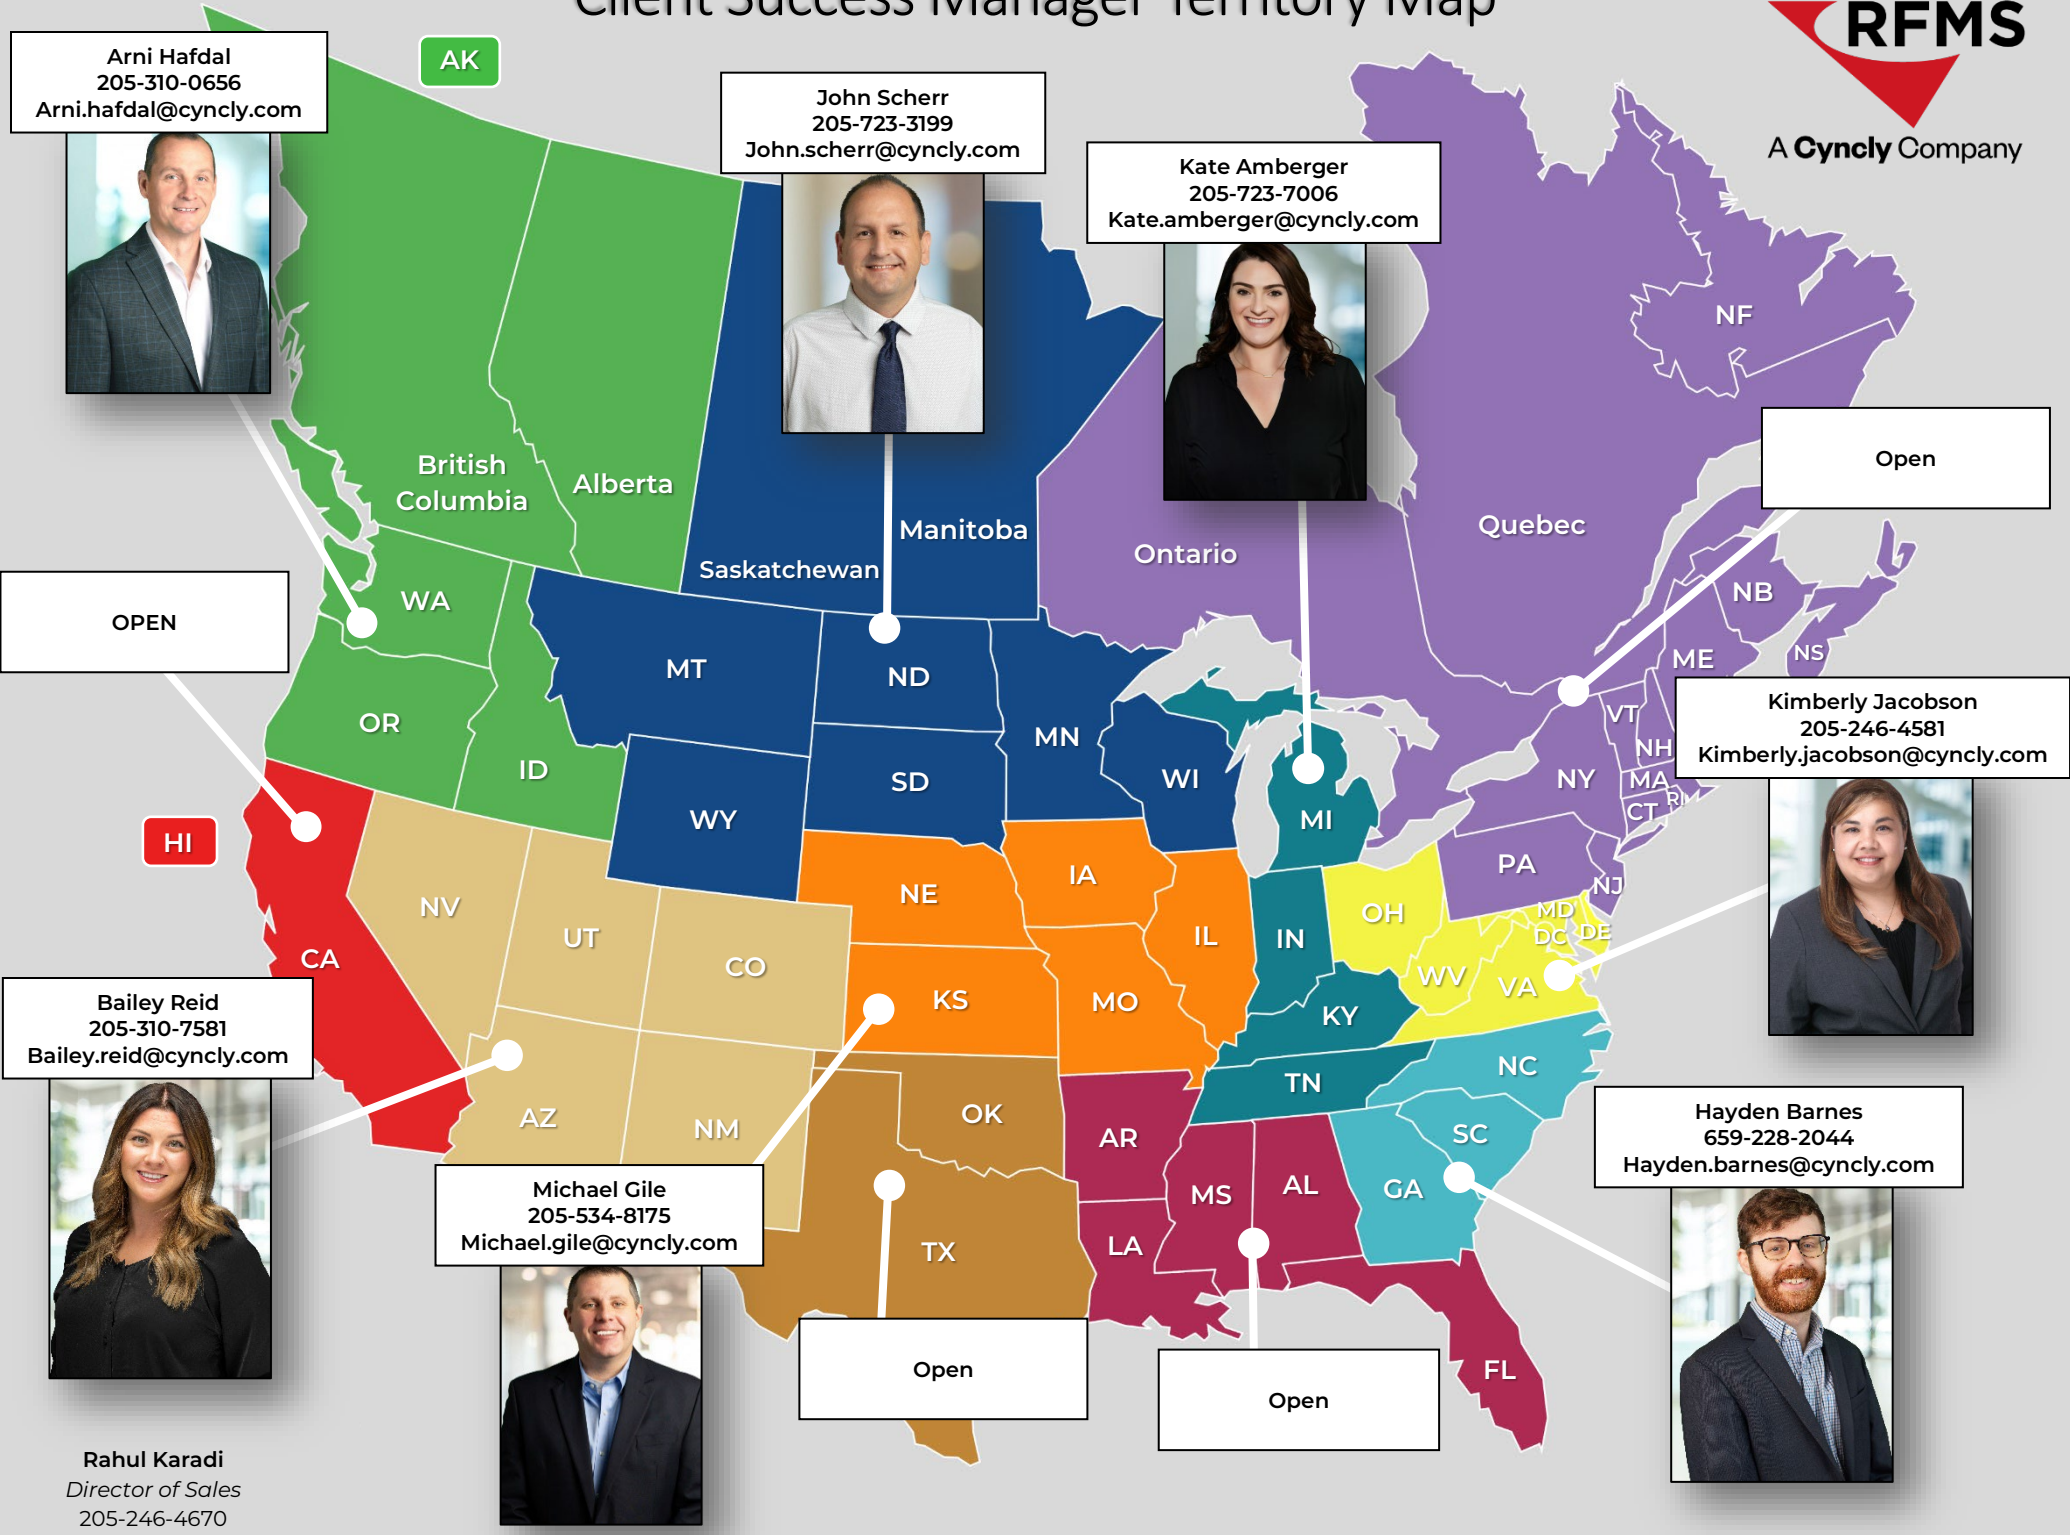 Client Success Manager Territory Map
RFMS
A Cyncly Company
Arni Hafdal
205-310-0656
Arni.hafdal@cyncly.com
AK
John Scherr
205-723-3199
John.scherr@cyncly.com
Kate Amberger
205-723-7006
Kate.amberger@cyncly.com
NF
Open
British
Columbia
Alberta
Saskatchewan
Manitoba
Ontario
Quebec
NB
NS
ME
OPEN
WA
OR
ID
MT
ND
SD
MN
WI
WY
MI
VT
NH
NY
MA
RI
CT
PA
NJ
Kimberly Jacobson
205-246-4581
Kimberly.jacobson@cyncly.com
HI
CA
NV
UT
CO
NE
IA
KS
MO
IL
IN
OH
MD
DC
DE
WV
VA
KY
TN
NC
SC
GA
Bailey Reid
205-310-7581
Bailey.reid@cyncly.com
AZ
NM
OK
AR
TX
LA
MS
AL
FL
Hayden Barnes
659-228-2044
Hayden.barnes@cyncly.com
Michael Gile
205-534-8175
Michael.gile@cyncly.com
Open
Open
Rahul Karadi
Director of Sales
205-246-4670